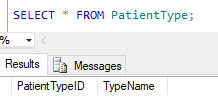 SELECT * FROM PatientType;
%
Results Messages
PatientTypeID TypeName